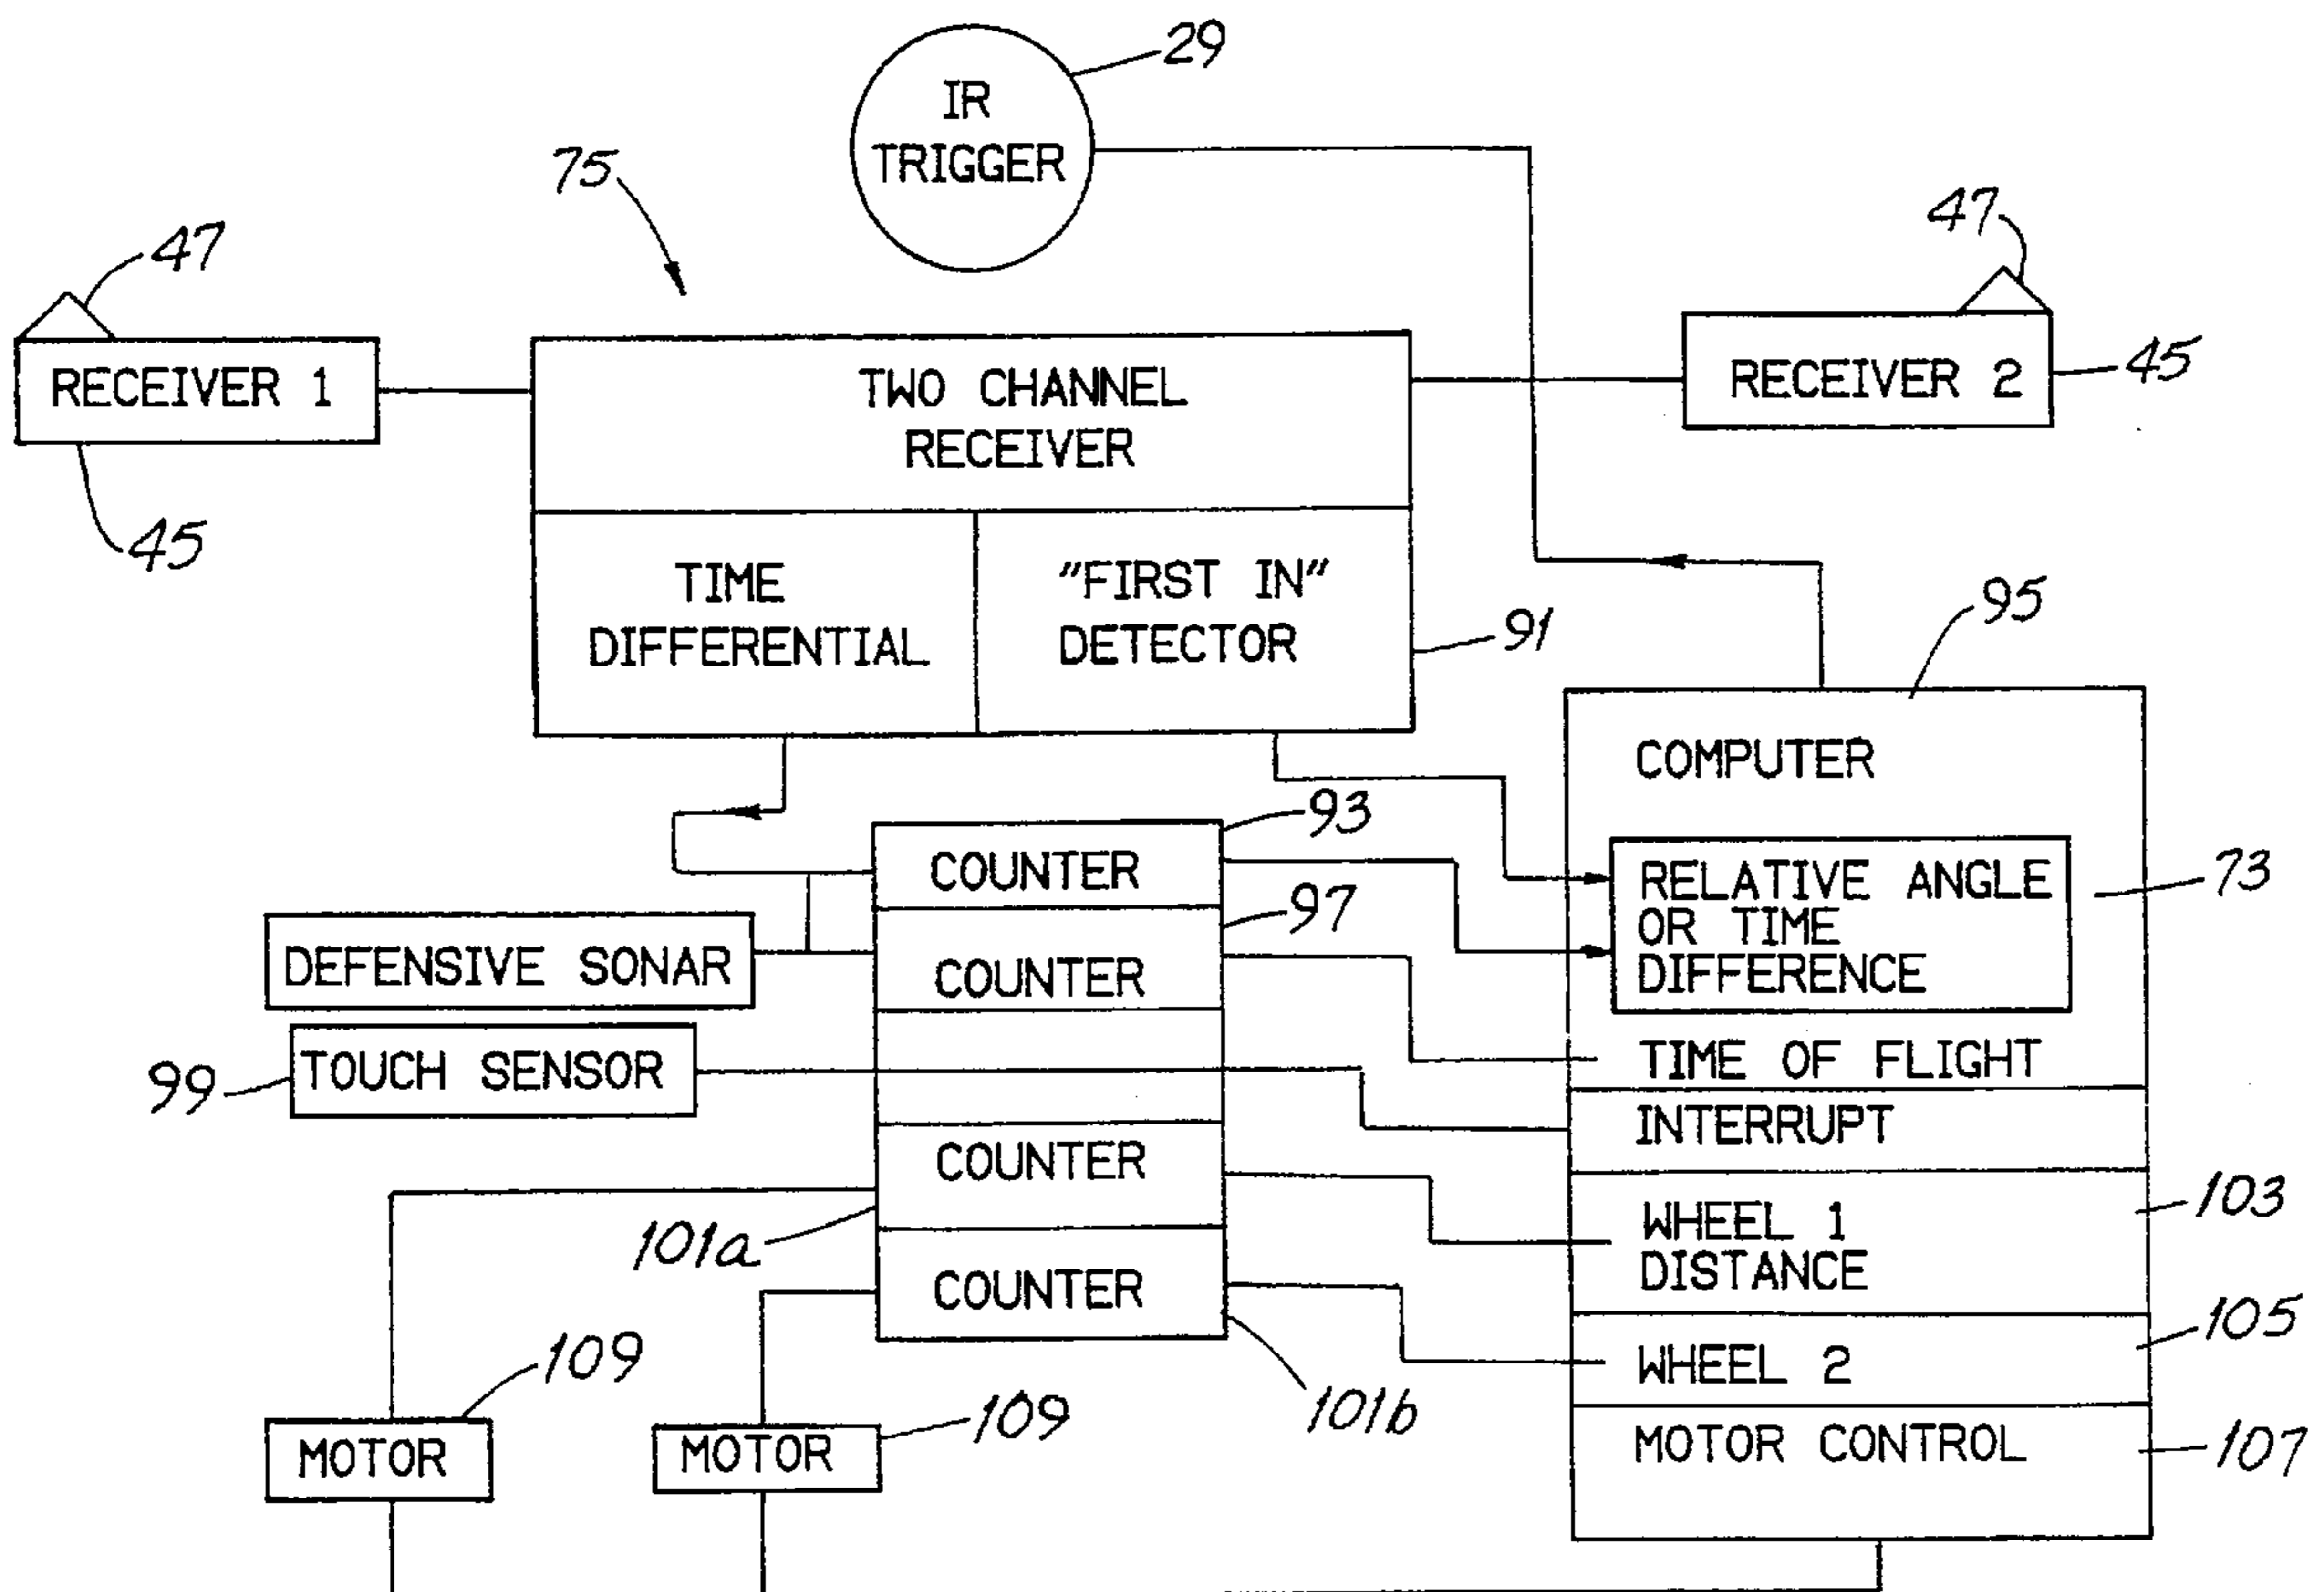 29
IR
TRIGGER
75
47
47
RECEIVER 1
TWO CHANNEL
RECEIVER
RECEIVER 2
45
45
TIME
DIFFERENTIAL
"FIRST IN"
DETECTOR
91
95
COMPUTER
93
COUNTER
RELATIVE ANGLE
OR TIME
DIFFERENCE
73
97
DEFENSIVE SONAR
COUNTER
99
TOUCH SENSOR
TIME OF FLIGHT
INTERRUPT
COUNTER
101a
WHEEL 1
DISTANCE
103
COUNTER
101b
WHEEL 2
105
109
MOTOR
109
MOTOR
MOTOR CONTROL
107